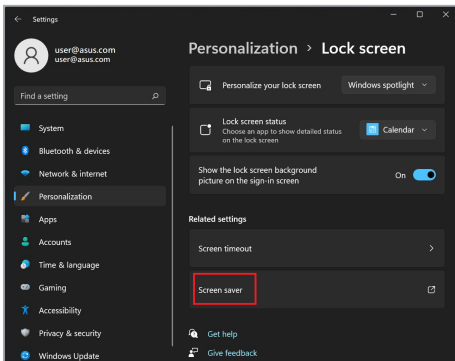 Settings
user@asus.com
user@asus.com
Find a setting
System
Bluetooth & devices
Network & internet
Personalization
Apps
Accounts
Time & language
Gaming
Accessibility
Privacy & security
Windows Update
Personalization > Lock screen
Personalize your lock screen
Windows spotlight
Lock screen status
Choose an app to show detailed status
on the lock screen
Calendar
Show the lock screen background
picture on the sign-in screen
On
Related settings
Screen timeout
Screen saver
Get help
Give feedback